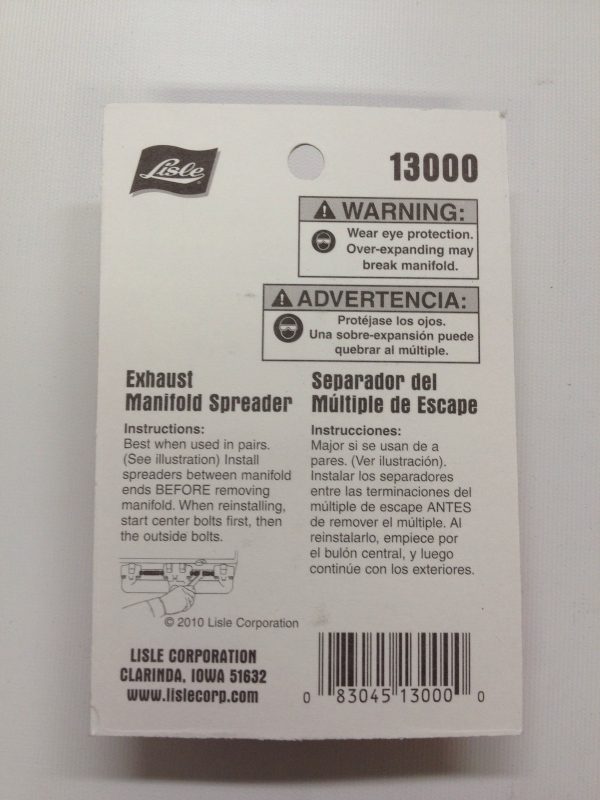 Lisle
13000
WARNING:
Wear eye protection.
Over-expanding may
break manifold.
ADVERTENCIA:
Protéjase los ojos.
Una sobre-expansión puede
quebrar al múltiple.
Exhaust
Manifold Spreader
Instructions:
Best when used in pairs.
(See illustration) Install
spreaders between manifold
ends BEFORE removing
manifold. When reinstalling,
start center bolts first, then
the outside bolts.
© 2010 Lisle Corporation
LISLE CORPORATION
CLARINDA, IOWA 51632
www.lislecorp.com
Separador del
Múltiple de Escape
Instrucciones:
Major si se usan de a
pares. (Ver ilustración).
Instalar los separadores
entre las terminaciones del
múltiple de escape ANTES
de remover el múltiple. Al
reinstalarlo, empiece por
el bulón central, y luego
continúe con los exteriores.
0 83045 13000 0